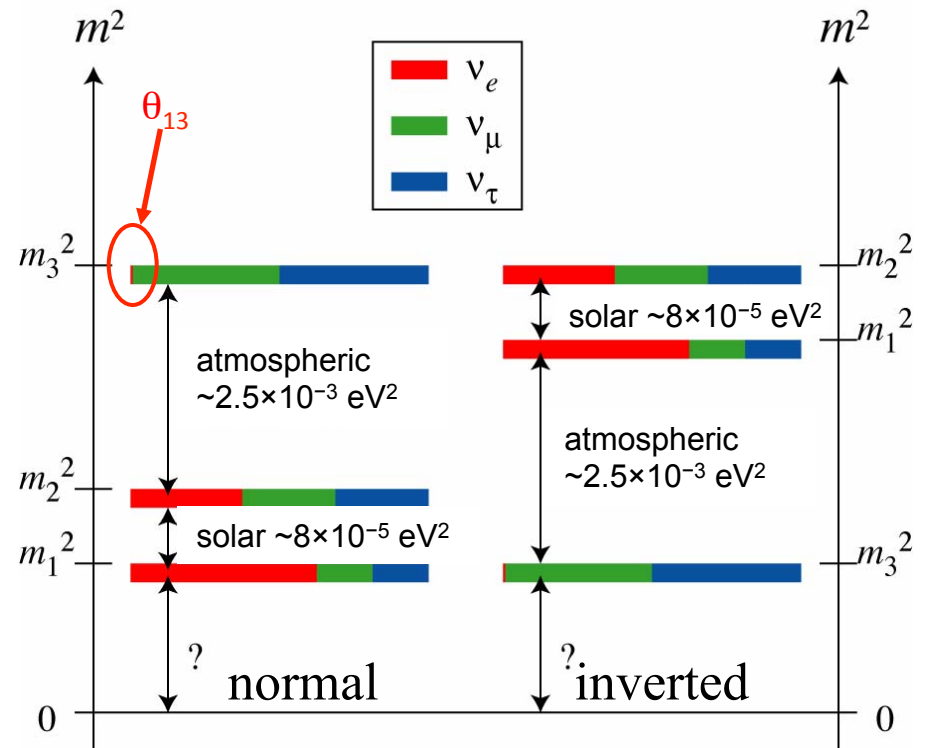 m²
m²
νe
νμ
ντ
θ13
m3²
m2²
solar ~8×10⁻⁵ eV²
m1²
atmospheric
~2.5×10⁻³ eV²
atmospheric
~2.5×10⁻³ eV²
m2²
solar ~8×10⁻⁵ eV²
m1²
m3²
?
normal
?
inverted
0
0